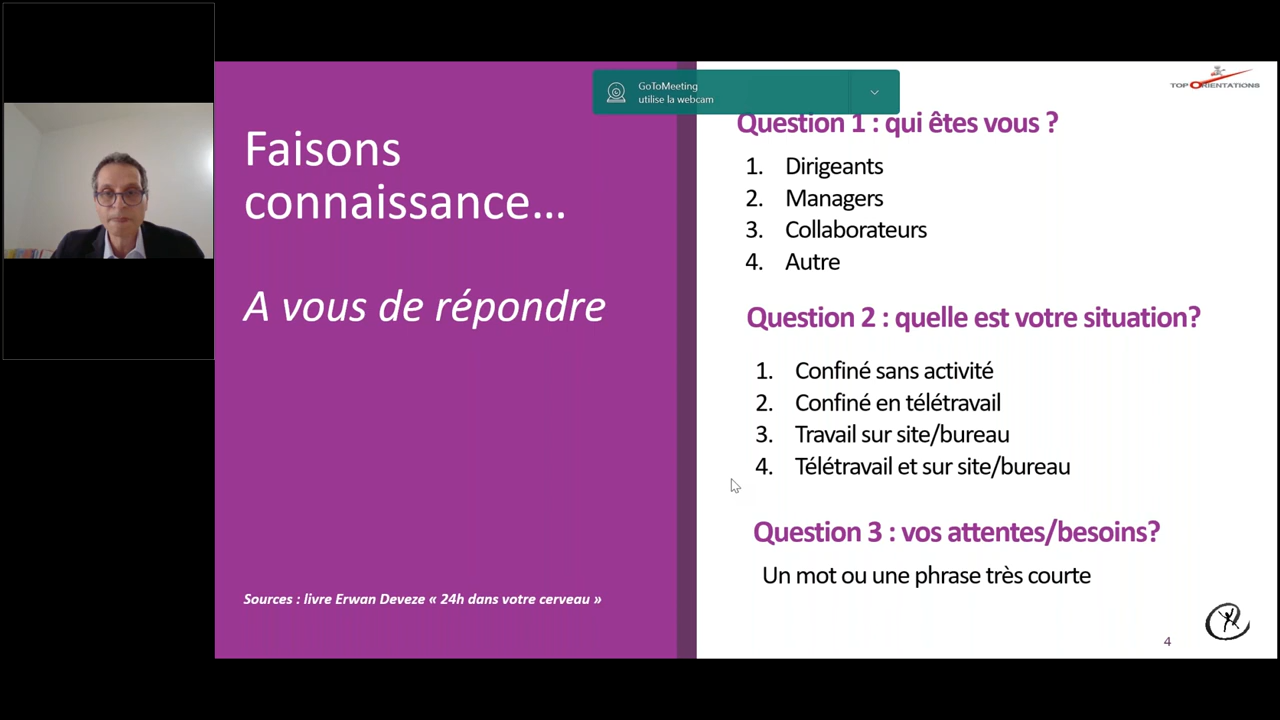 GoToMeeting
utilise la webcam
TOP ORIENTATIONS
Faisons
connaissance...
A vous de répondre
Sources : livre Erwan Deveze « 24h dans votre cerveau »
Question 1 : qui êtes vous ?
1. Dirigeants
2. Managers
3. Collaborateurs
4. Autre
Question 2 : quelle est votre situation?
1. Confiné sans activité
2. Confiné en télétravail
3. Travail sur site/bureau
4. Télétravail et sur site/bureau
Question 3 : vos attentes/besoins?
Un mot ou une phrase très courte
4